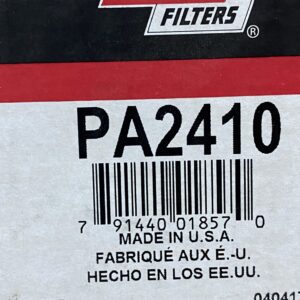 FILTERS®
PA2410
7 91440 01857 0
MADE IN U.S.A.
FABRIQUÉ AUX É.-U.
HECHO EN LOS EE.UU.